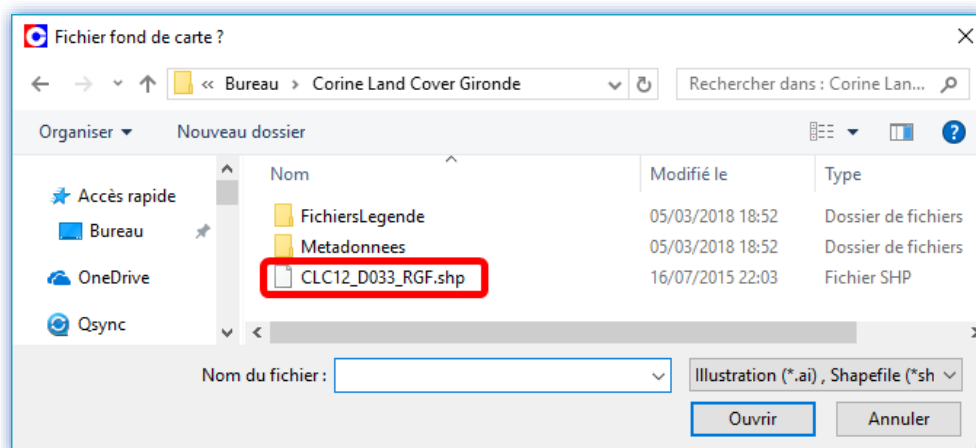 Fichier fond de carte ?
« Bureau > Corine Land Cover Gironde
Rechercher dans : Corine Lan...
Organiser
Nouveau dossier
Nom
Modifié le
Type
Accès rapide
Bureau
OneDrive
Qsync
FichiersLegende 05/03/2018 18:52 Dossier de fichiers
Metadonnees 05/03/2018 18:52 Dossier de fichiers
CLC12_D033_RGF.shp 16/07/2015 22:03 Fichier SHP
Nom du fichier :
Illustration (*.ai) , Shapefile (*sh
Ouvrir
Annuler